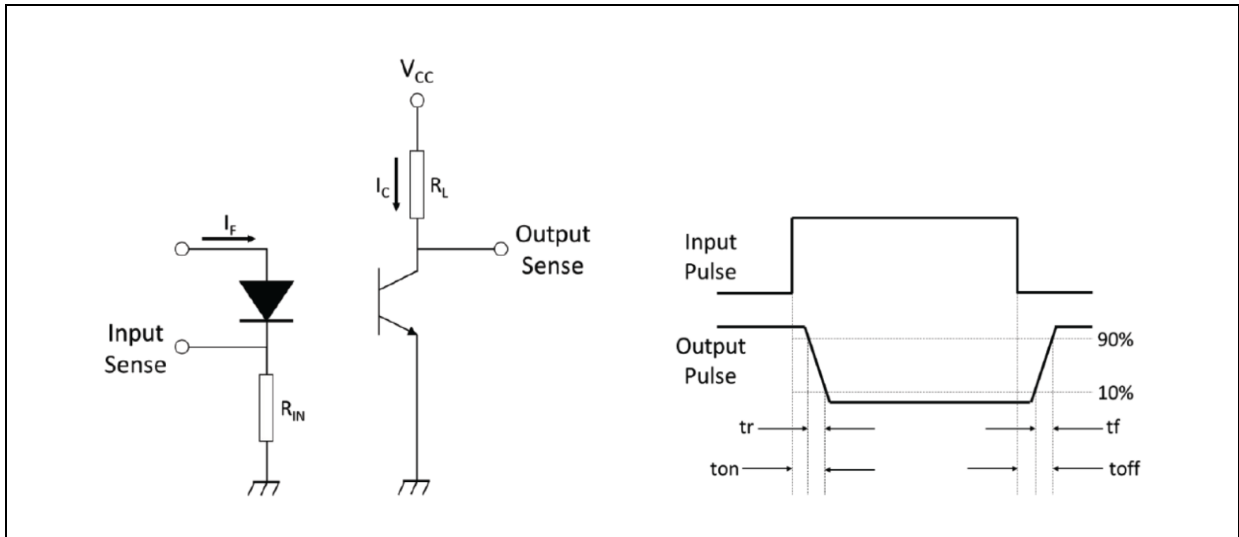 V_CC
I_C
R_L
I_F
Output
Sense
Input
Sense
R_IN
Input
Pulse
Output
Pulse
90%
10%
tr
tf
ton
toff